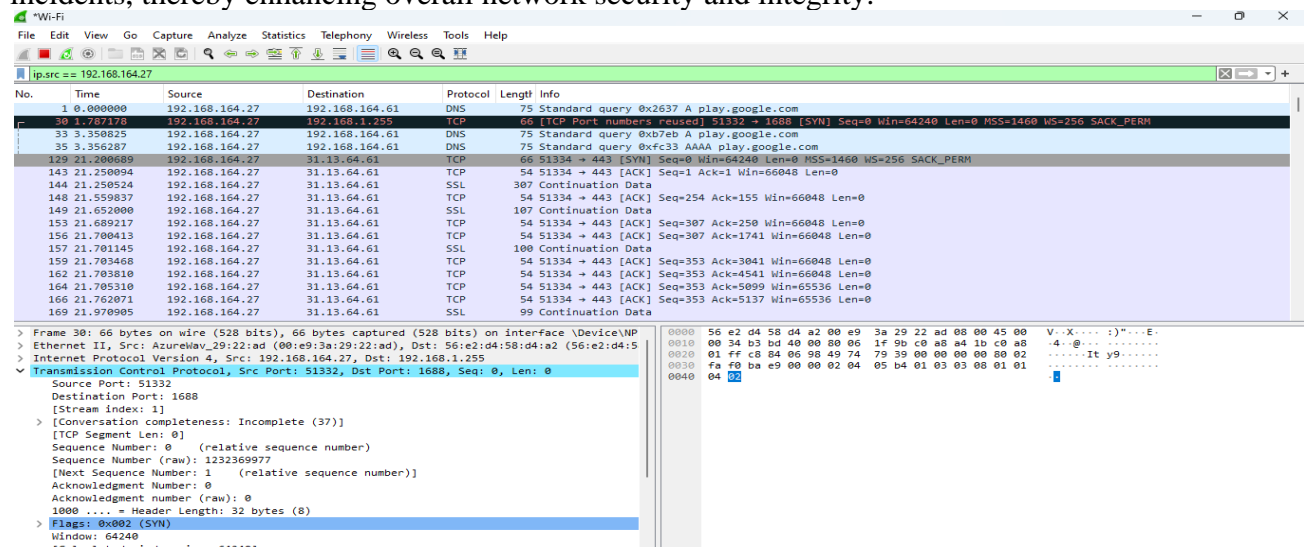 incidents, thereby enhancing overall network security and integrity.
*Wi-Fi
File Edit View Go Capture Analyze Statistics Telephony Wireless Tools Help
ip.src == 192.168.164.27
No. Time Source Destination Protocol Length Info
1 0.000000 192.168.164.27 192.168.164.61 DNS 75 Standard query 0x2637 A play.google.com
30 1.787178 192.168.164.27 192.168.1.255 TCP 66 [TCP Port numbers reused] 51332 → 1688 [SYN] Seq=0 Win=64240 Len=0 MSS=1460 WS=256 SACK_PERM
33 3.350825 192.168.164.27 192.168.164.61 DNS 75 Standard query 0xb7eb A play.google.com
35 3.356287 192.168.164.27 192.168.164.61 DNS 75 Standard query 0xfc33 AAAA play.google.com
129 21.200689 192.168.164.27 31.13.64.61 TCP 66 51334 → 443 [SYN] Seq=0 Win=64240 Len=0 MSS=1460 WS=256 SACK_PERM
143 21.250094 192.168.164.27 31.13.64.61 TCP 54 51334 → 443 [ACK] Seq=1 Ack=1 Win=66048 Len=0
144 21.250524 192.168.164.27 31.13.64.61 SSL 307 Continuation Data
148 21.559837 192.168.164.27 31.13.64.61 TCP 54 51334 → 443 [ACK] Seq=254 Ack=155 Win=66048 Len=0
149 21.652000 192.168.164.27 31.13.64.61 SSL 107 Continuation Data
153 21.689217 192.168.164.27 31.13.64.61 TCP 54 51334 → 443 [ACK] Seq=307 Ack=250 Win=66048 Len=0
156 21.700413 192.168.164.27 31.13.64.61 TCP 54 51334 → 443 [ACK] Seq=307 Ack=1741 Win=66048 Len=0
157 21.701145 192.168.164.27 31.13.64.61 SSL 100 Continuation Data
159 21.703468 192.168.164.27 31.13.64.61 TCP 54 51334 → 443 [ACK] Seq=353 Ack=3041 Win=66048 Len=0
162 21.703810 192.168.164.27 31.13.64.61 TCP 54 51334 → 443 [ACK] Seq=353 Ack=4541 Win=66048 Len=0
164 21.705310 192.168.164.27 31.13.64.61 TCP 54 51334 → 443 [ACK] Seq=353 Ack=5099 Win=65536 Len=0
166 21.762071 192.168.164.27 31.13.64.61 TCP 54 51334 → 443 [ACK] Seq=353 Ack=5137 Win=65536 Len=0
169 21.970905 192.168.164.27 31.13.64.61 SSL 99 Continuation Data
> Frame 30: 66 bytes on wire (528 bits), 66 bytes captured (528 bits) on interface \Device\NP
> Ethernet II, Src: AzureWav_29:22:ad (00:e9:3a:29:22:ad), Dst: 56:e2:d4:58:d4:a2 (56:e2:d4:5
> Internet Protocol Version 4, Src: 192.168.164.27, Dst: 192.168.1.255
Transmission Control Protocol, Src Port: 51332, Dst Port: 1688, Seq: 0, Len: 0
Source Port: 51332
Destination Port: 1688
[Stream index: 1]
> [Conversation completeness: Incomplete (37)]
[TCP Segment Len: 0]
Sequence Number: 0 (relative sequence number)
Sequence Number (raw): 1232369977
[Next Sequence Number: 1 (relative sequence number)]
Acknowledgment Number: 0
Acknowledgment number (raw): 0
1000 .... = Header Length: 32 bytes (8)
> Flags: 0x002 (SYN)
Window: 64240
0000 56 e2 d4 58 d4 a2 00 e9 3a 29 22 ad 08 00 45 00 V··X···· :)"···E·
0010 00 34 b3 bd 40 00 80 06 1f 9b c0 a8 a4 1b c0 a8 ·4··@··· ········
0020 01 ff c8 84 06 98 49 74 79 39 00 00 00 00 80 02 ······It y9······
0030 fa f0 ba e9 00 00 02 04 05 b4 01 03 03 08 01 01 ········ ········
0040 04 02 ··